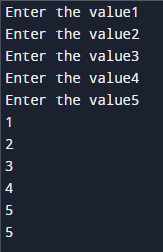 Enter the value1
Enter the value2
Enter the value3
Enter the value4
Enter the value5
1
2
3
4
5
5